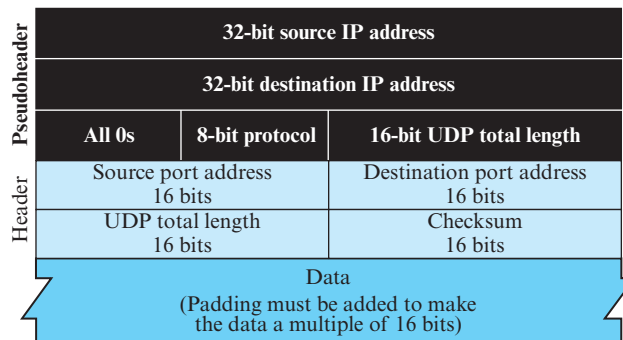 Pseudoheader
32-bit source IP address
32-bit destination IP address
All 0s 8-bit protocol 16-bit UDP total length
Header
Source port address Destination port address
16 bits 16 bits
UDP total length Checksum
16 bits 16 bits
Data
(Padding must be added to make
the data a multiple of 16 bits)